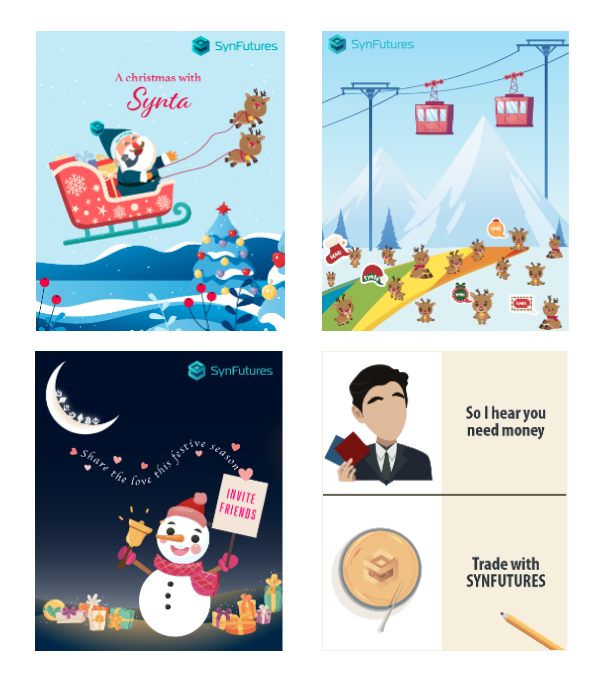 SynFutures
A christmas with
Synta
SynFutures
SynFutures
Share the love this festive season
INVITE
FRIENDS
So I hear you
need money
Trade with
SYNFUTURES